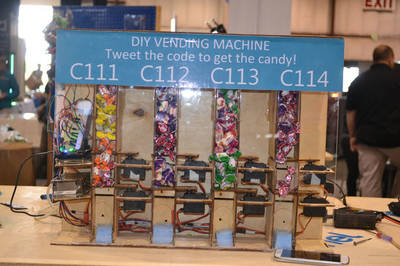 EXIT
DIY VENDING MACHINE
Tweet the code to get the candy!
C111 C112 C113 C114